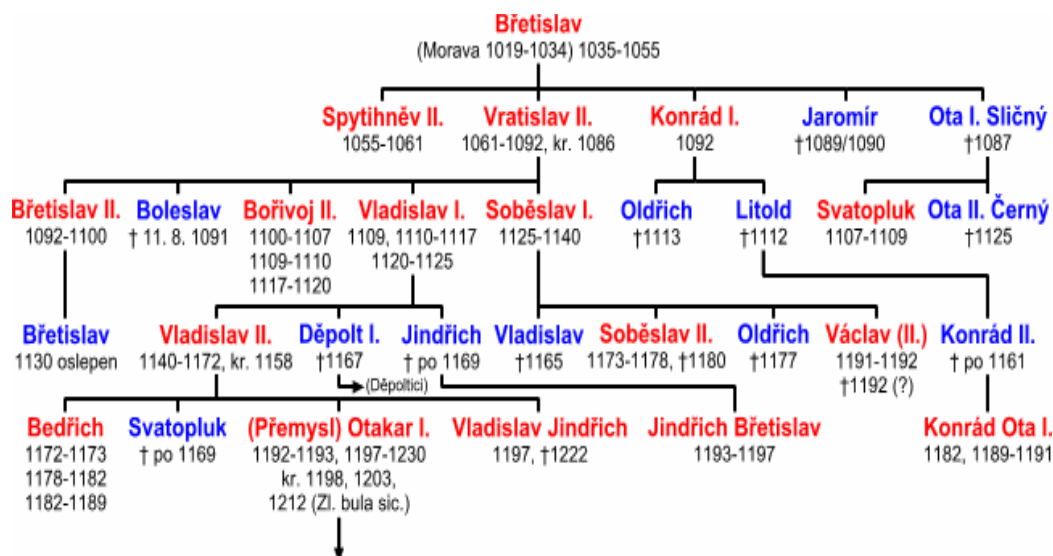 Břetislav
(Morava 1019-1034) 1035-1055
Spytihněv II. Vratislav II. Konrád I. Jaromír Ota I. Sličný
1055-1061 1061-1092, kr. 1086 1092 †1089/1090 †1087
Břetislav II. Boleslav Bořivoj II. Vladislav I. Soběslav I. Oldřich Litold Svatopluk Ota II. Černý
1092-1100 † 11. 8. 1091 1100-1107 1109, 1110-1117 1125-1140 †1113 †1112 1107-1109 †1125
1109-1110 1120-1125
1117-1120
Břetislav Vladislav II. Děpolt I. Jindřich Vladislav Soběslav II. Oldřich Václav (II.) Konrád II.
1130 oslepen 1140-1172, kr. 1158 †1167 † po 1169 †1165 1173-1178, †1180 †1177 1191-1192 † po 1161
(Děpoltici) †1192 (?)
Bedřich Svatopluk (Přemysl) Otakar I. Vladislav Jindřich Jindřich Břetislav Konrád Ota I.
1172-1173 † po 1169 1192-1193, 1197-1230 1197, †1222 1193-1197 1182, 1189-1191
1178-1182 kr. 1198, 1203,
1182-1189 1212 (Zl. bula sic.)